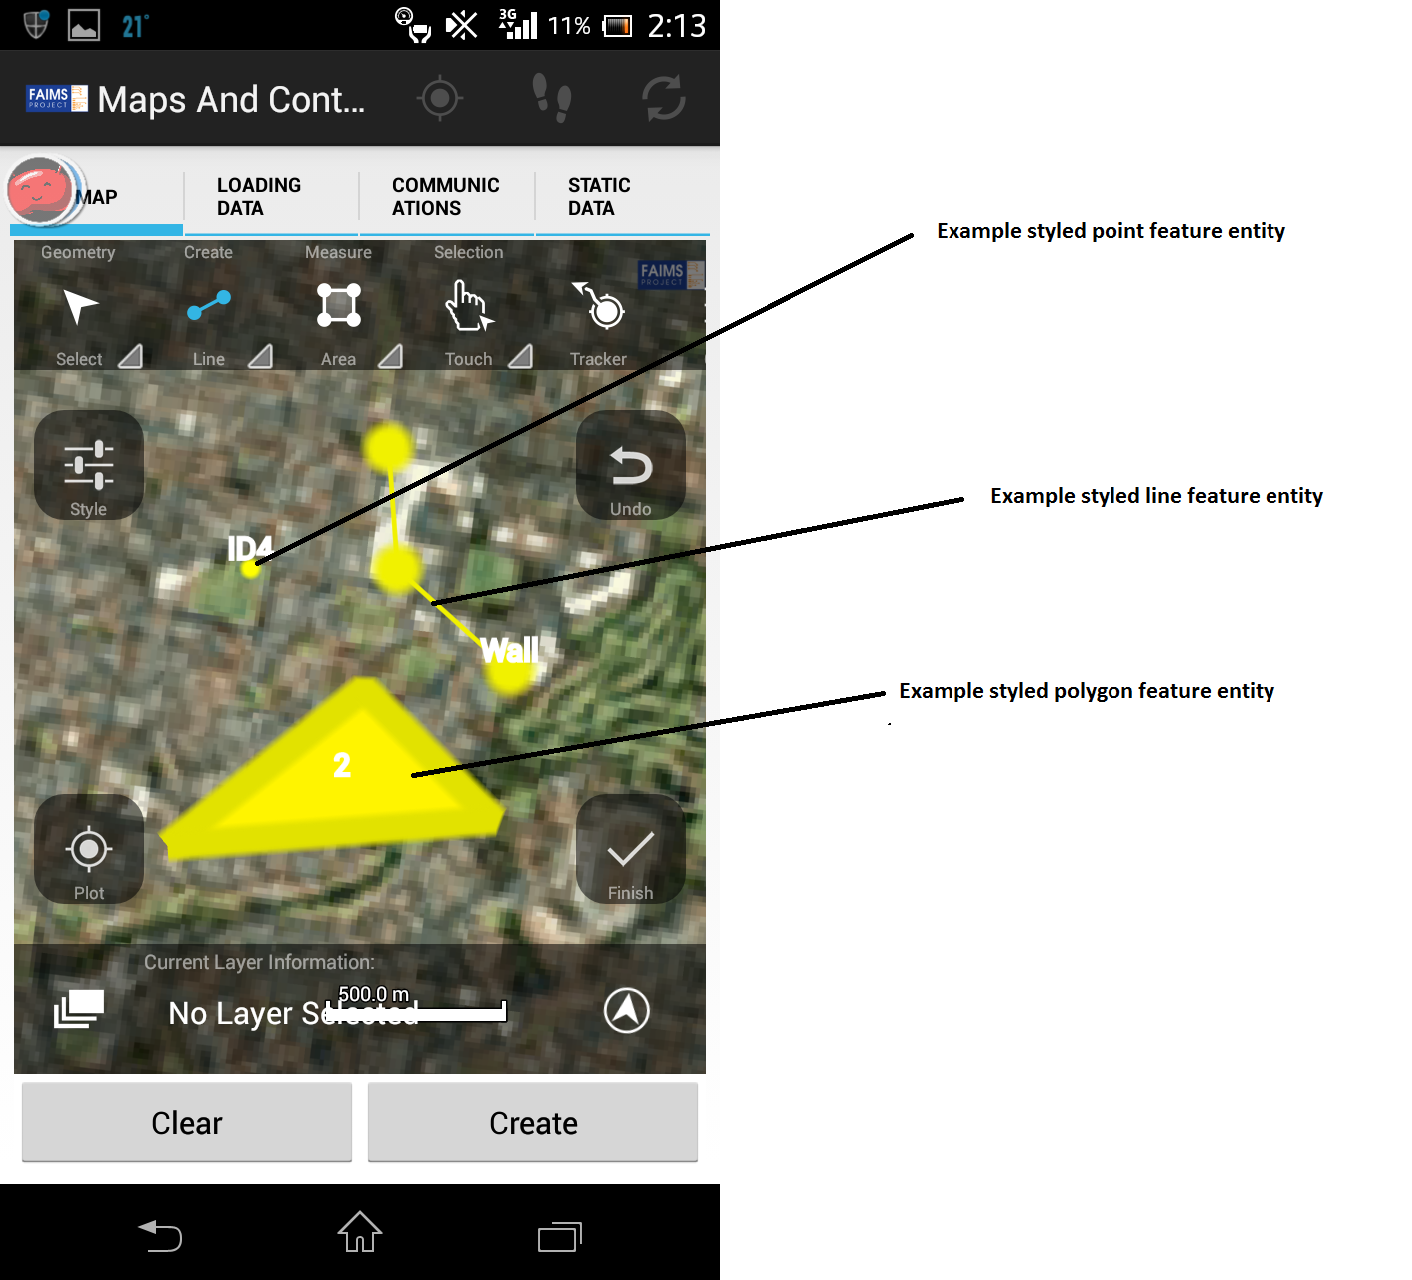 21°
3G
11%
2:13
FAIMS
PROJECT
Maps And Cont...
MAP
LOADING
DATA
COMMUNIC
ATIONS
STATIC
DATA
Geometry
Create
Measure
Selection
FAIMS
PROJECT
Select
Line
Area
Touch
Tracker
Example styled point feature entity
Style
Undo
Example styled line feature entity
ID4
Wall
Example styled polygon feature entity
2
Plot
Finish
Current Layer Information:
500.0 m
No Layer Selected
Clear
Create